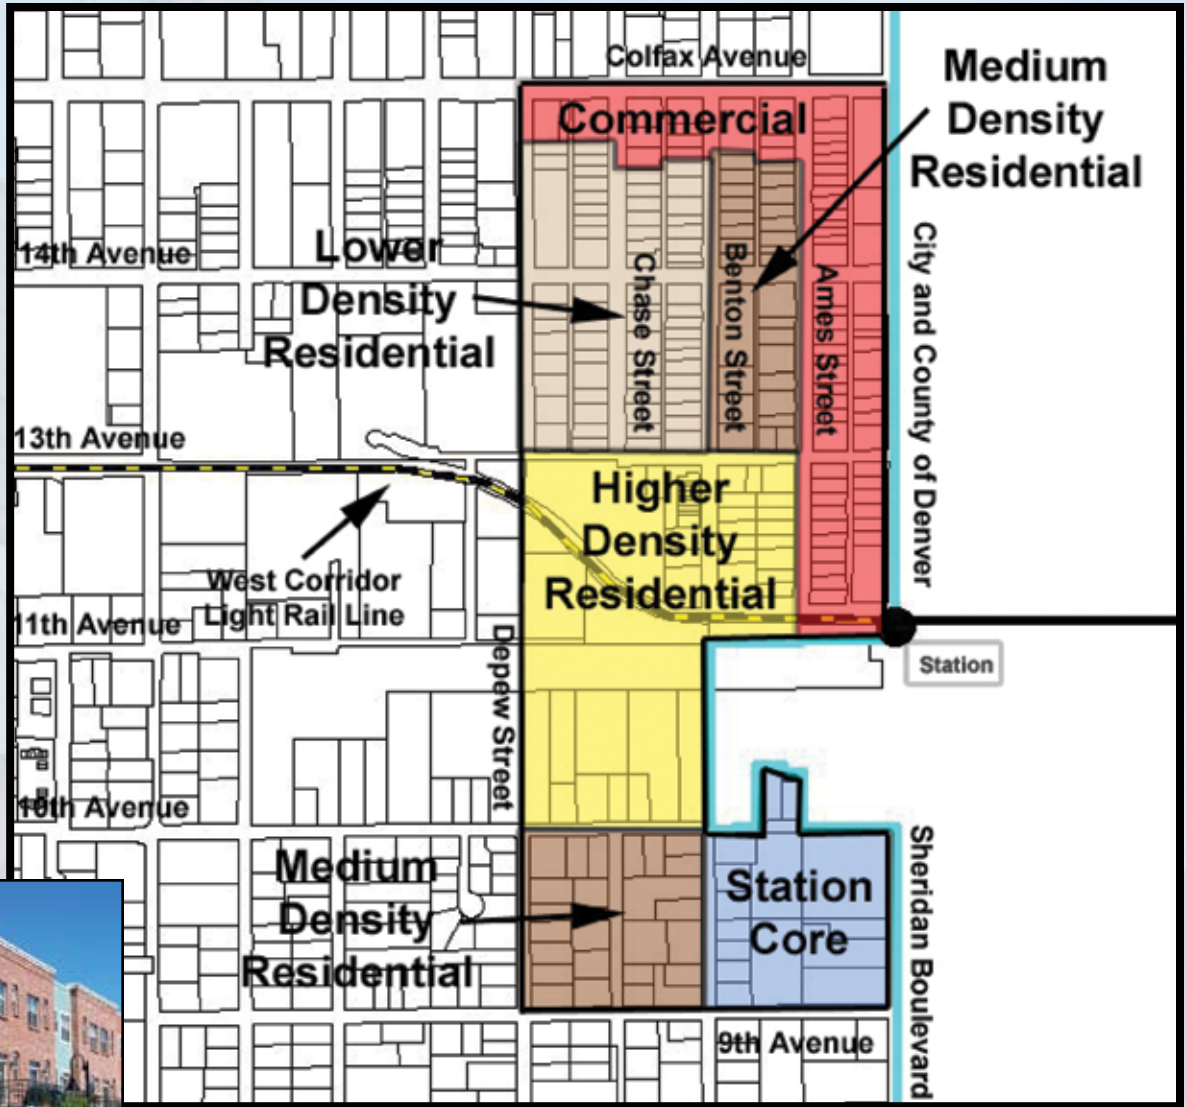 Colfax Avenue
Medium
Density
Residential
Commercial
14th Avenue
Lower
Density
Residential
Chase Street
Benton Street
Ames Street
City and County of Denver
13th Avenue
Higher
Density
Residential
West Corridor
Light Rail Line
11th Avenue
Depew Street
Station
10th Avenue
Medium
Density
Residential
Station
Core
Sheridan Boulevard
9th Avenue